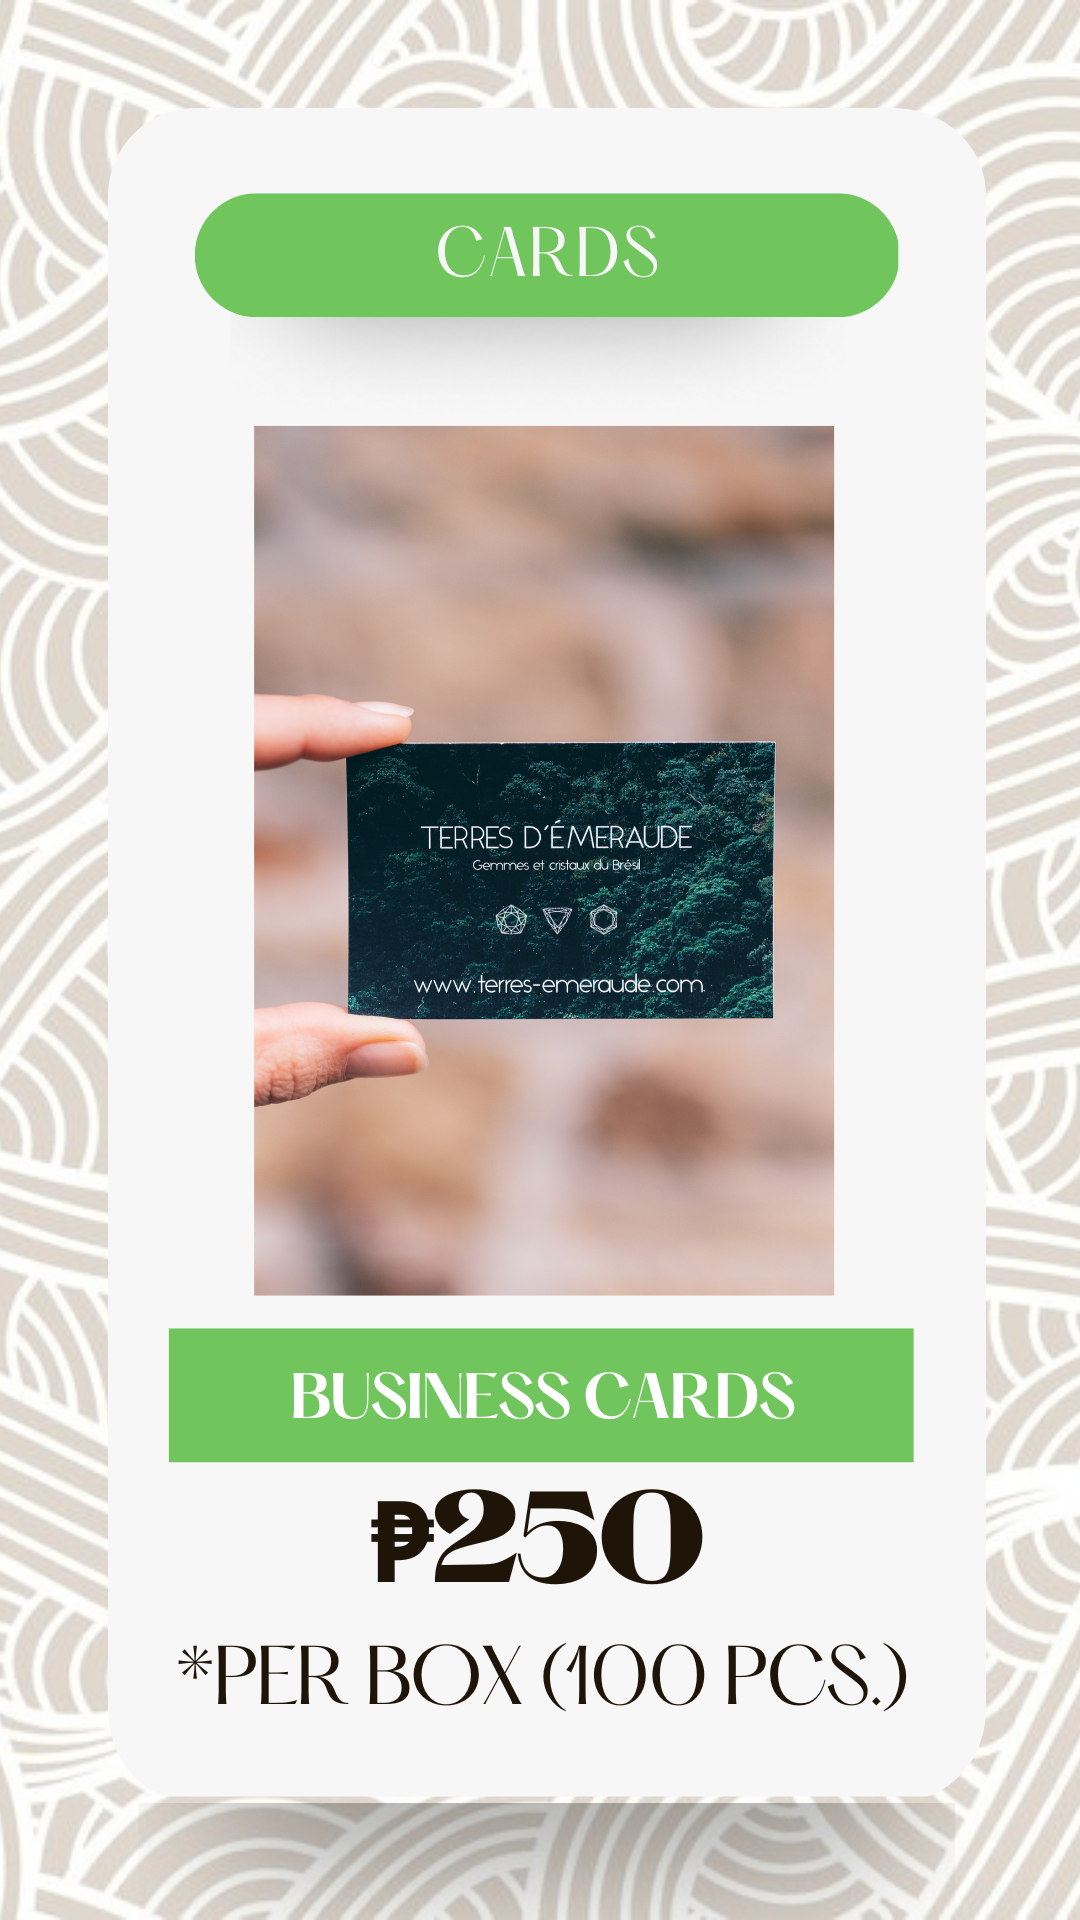 CARDS
TERRES D'ÉMERAUDE
Gemmes et cristaux du Brésil
www.terres-emeraude.com
BUSINESS CARDS
₱250
*PER BOX (100 PCS.)